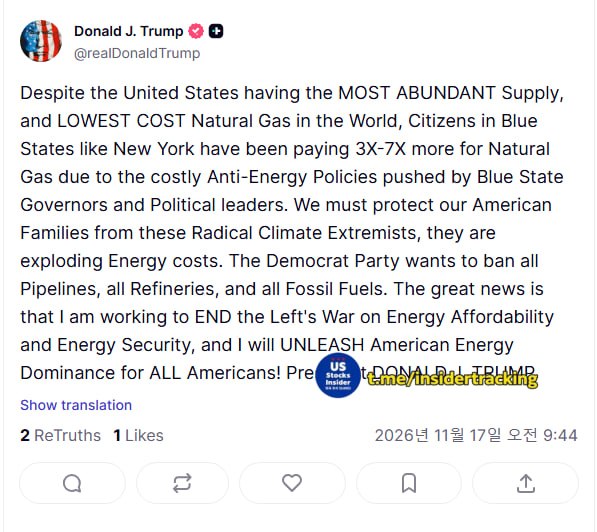 Donald J. Trump
@realDonaldTrump
Despite the United States having the MOST ABUNDANT Supply,
and LOWEST COST Natural Gas in the World, Citizens in Blue
States like New York have been paying 3X-7X more for Natural
Gas due to the costly Anti-Energy Policies pushed by Blue State
Governors and Political leaders. We must protect our American
Families from these Radical Climate Extremists, they are
exploding Energy costs. The Democrat Party wants to ban all
Pipelines, all Refineries, and all Fossil Fuels. The great news is
that I am working to END the Left's War on Energy Affordability
and Energy Security, and I will UNLEASH American Energy
Dominance for ALL Americans! DONALD J. TRUMP
US
Stocks
Insider
t.me/insidertracking
Show translation
2 ReTruths 1 Likes
2026년 11월 17일 오전 9:44